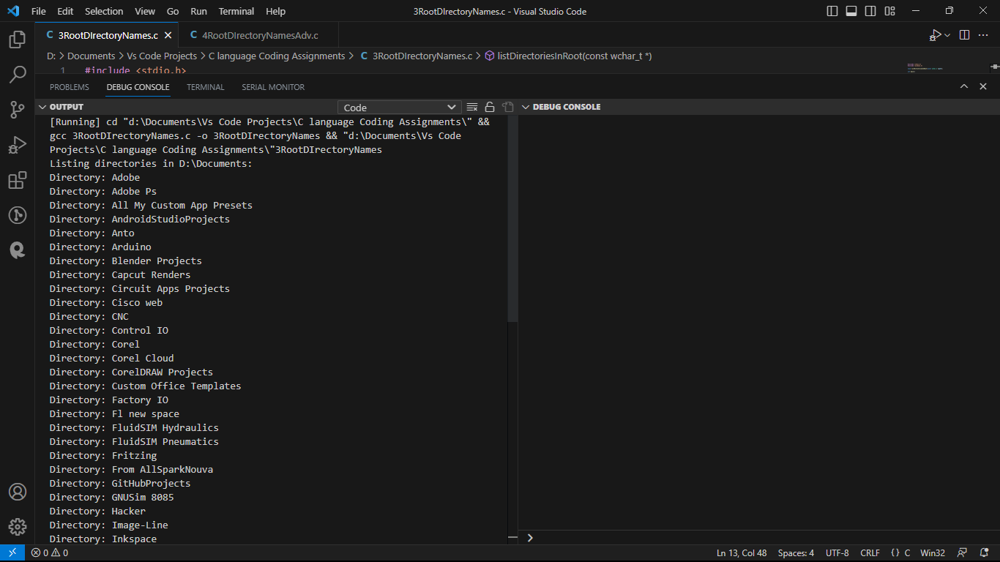 File Edit Selection View Go Run Terminal Help
3RootDIrectoryNames.c - Visual Studio Code
C 3RootDIrectoryNames.c
C 4RootDIrectoryNamesAdv.c
D: > Documents > Vs Code Projects > C language Coding Assignments > C 3RootDIrectoryNames.c > listDirectoriesInRoot(const wchar_t *)
1 #include <stdio.h>
PROBLEMS DEBUG CONSOLE TERMINAL SERIAL MONITOR
OUTPUT
Code
DEBUG CONSOLE
[Running] cd "d:\Documents\Vs Code Projects\C language Coding Assignments\" &&
gcc 3RootDIrectoryNames.c -o 3RootDIrectoryNames && "d:\Documents\Vs Code
Projects\C language Coding Assignments\"3RootDIrectoryNames
Listing directories in D:\Documents:
Directory: Adobe
Directory: Adobe Ps
Directory: All My Custom App Presets
Directory: AndroidStudioProjects
Directory: Anto
Directory: Arduino
Directory: Blender Projects
Directory: Capcut Renders
Directory: Circuit Apps Projects
Directory: Cisco web
Directory: CNC
Directory: Control IO
Directory: Corel
Directory: Corel Cloud
Directory: CorelDRAW Projects
Directory: Custom Office Templates
Directory: Factory IO
Directory: Fl new space
Directory: FluidSIM Hydraulics
Directory: FluidSIM Pneumatics
Directory: Fritzing
Directory: From AllSparkNouva
Directory: GitHubProjects
Directory: GNUSim 8085
Directory: Hacker
Directory: Image-Line
Directory: Inkspace
0 0
Ln 13, Col 48 Spaces: 4 UTF-8 CRLF {} C Win32